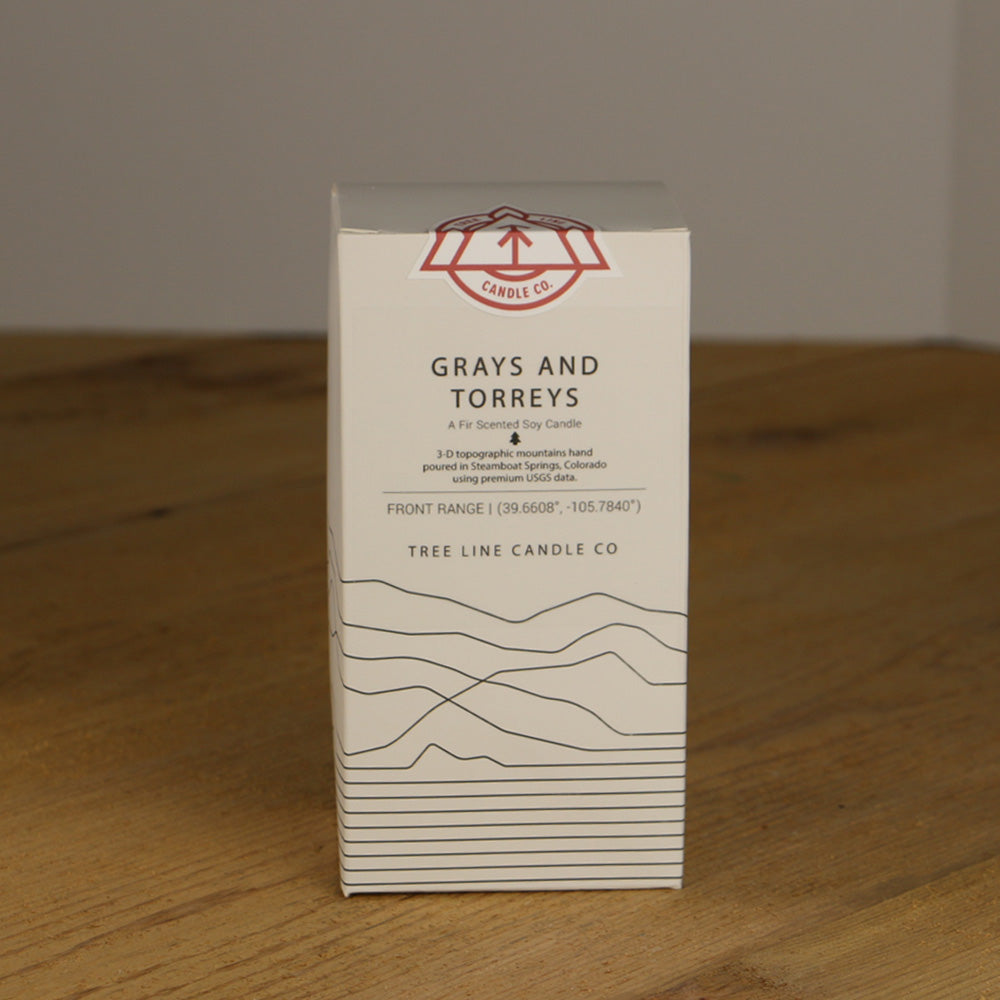 TREE LINE
CANDLE CO.
GRAYS AND
TORREYS
A Fir Scented Soy Candle
3-D topographic mountains hand
poured in Steamboat Springs, Colorado
using premium USGS data.
FRONT RANGE | (39.6608°, -105.7840°)
TREE LINE CANDLE CO